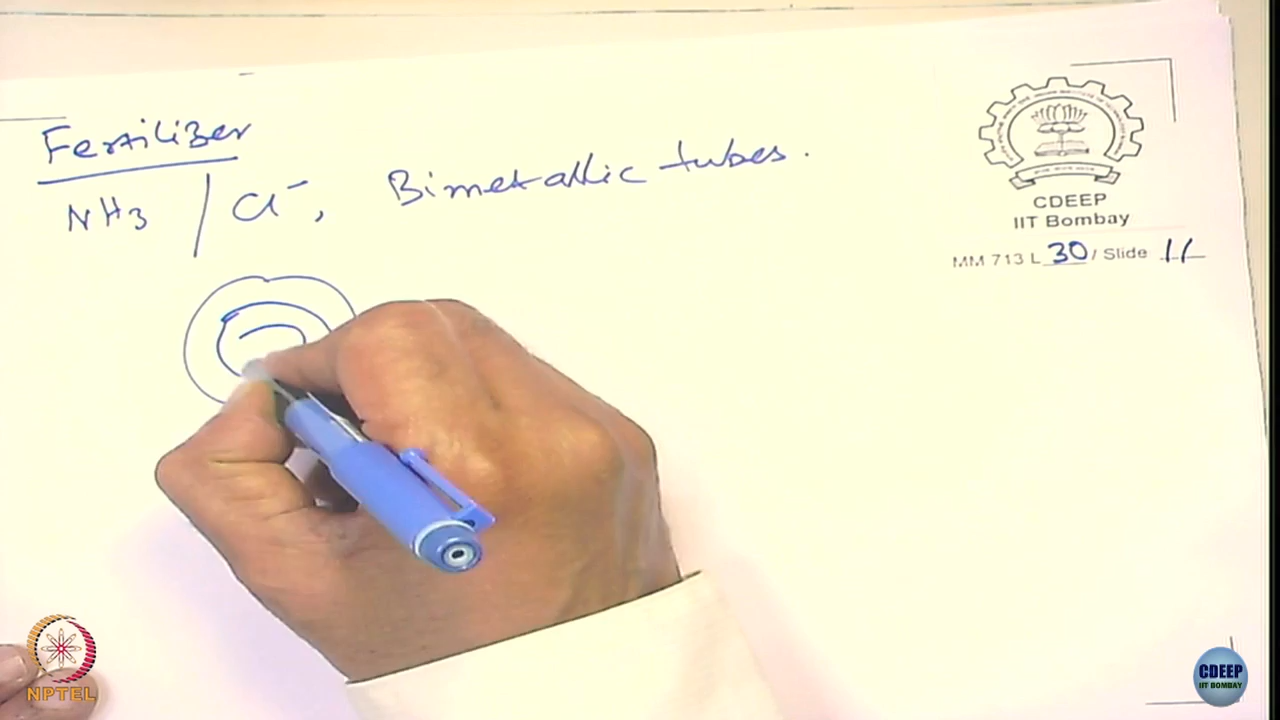 Fertilizer
NH3 / Cl-, Bimetallic tubes.
CDEEP
IIT Bombay
MM 713 L 30 / Slide 11
NPTEL
CDEEP
IIT BOMBAY